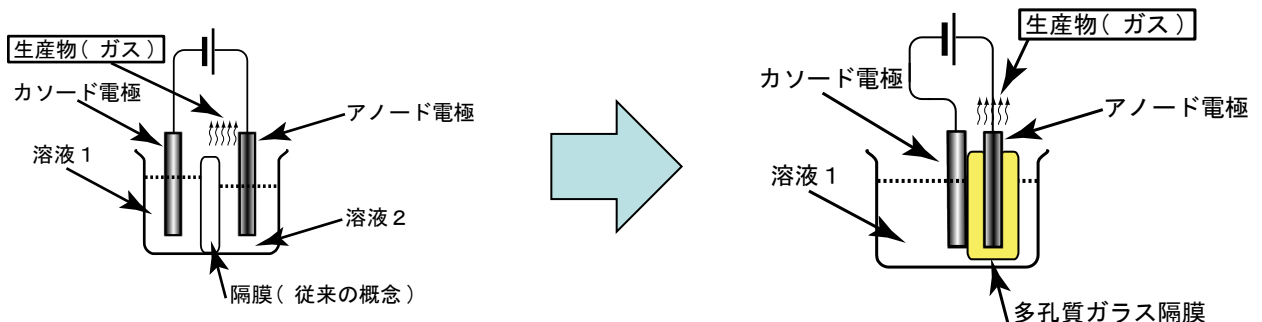 生産物( ガス )
カソード電極
アノード電極
溶液1
溶液2
隔膜( 従来の概念 )
生産物( ガス )
カソード電極
アノード電極
溶液1
多孔質ガラス隔膜